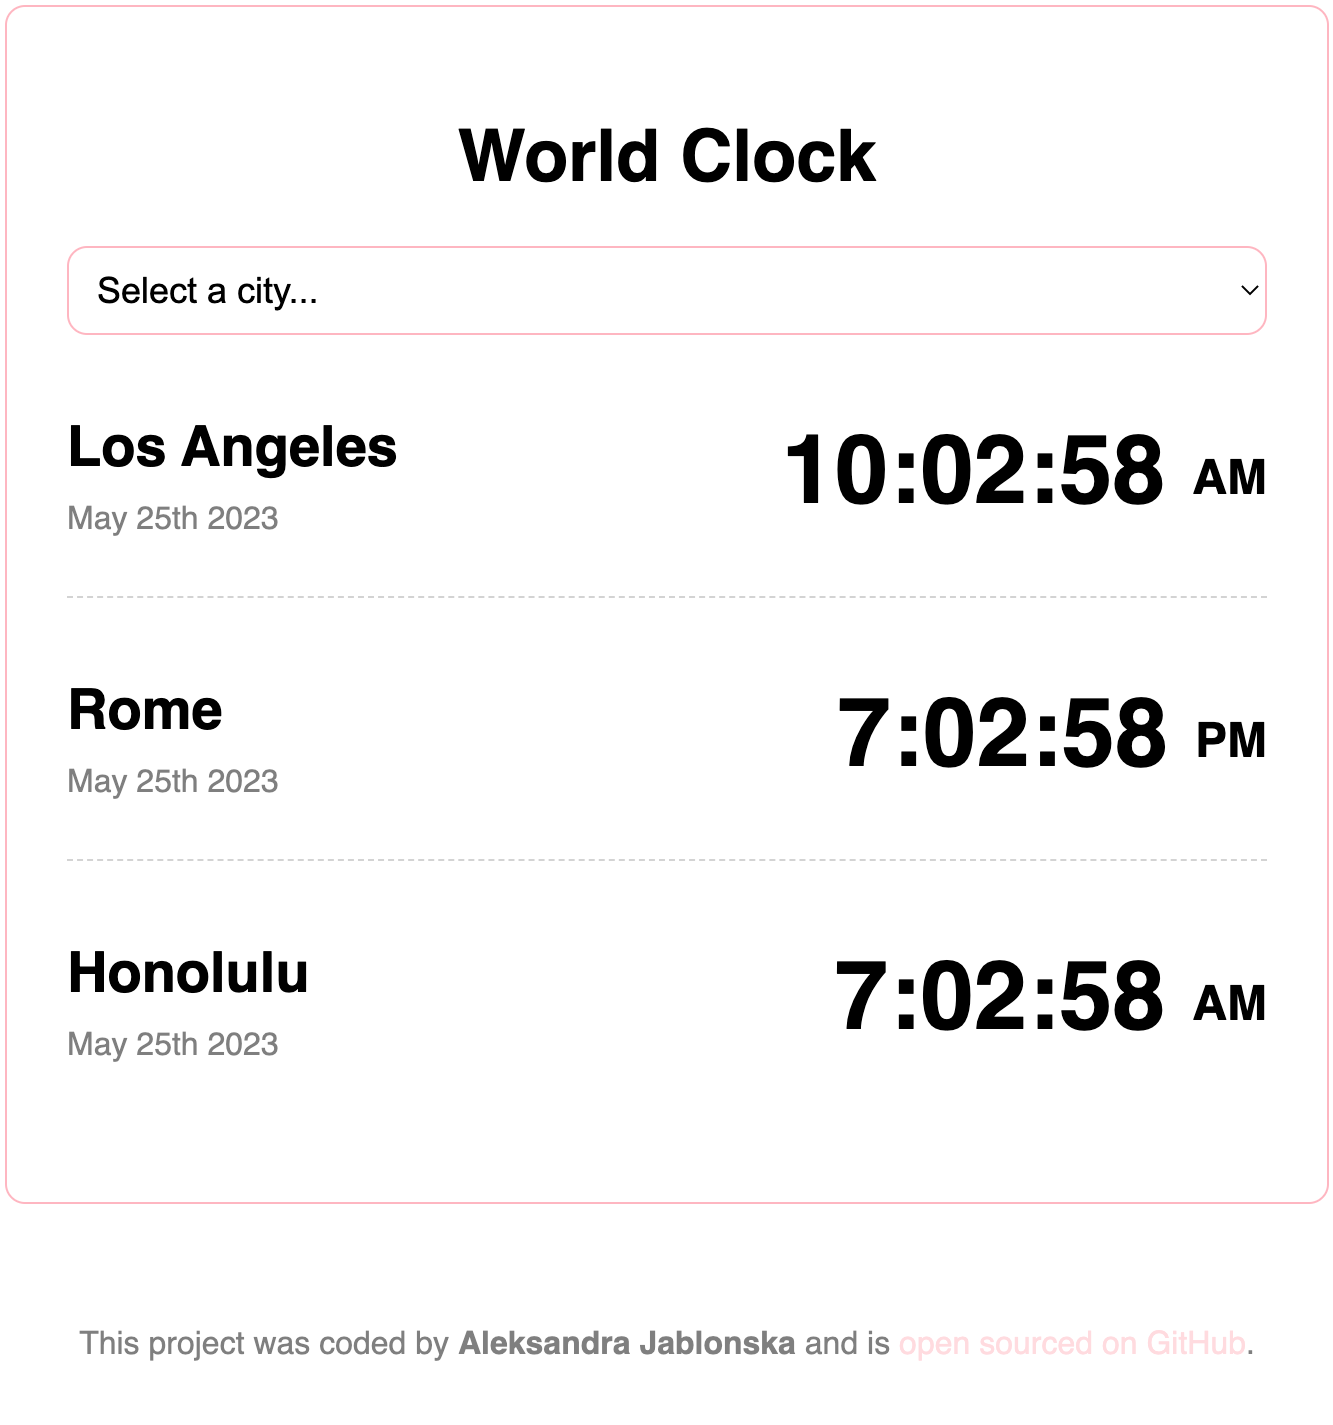 World Clock
Select a city...
Los Angeles
10:02:58 AM
May 25th 2023
Rome
7:02:58 PM
May 25th 2023
Honolulu
7:02:58 AM
May 25th 2023
This project was coded by Aleksandra Jablonska and is open sourced on GitHub.